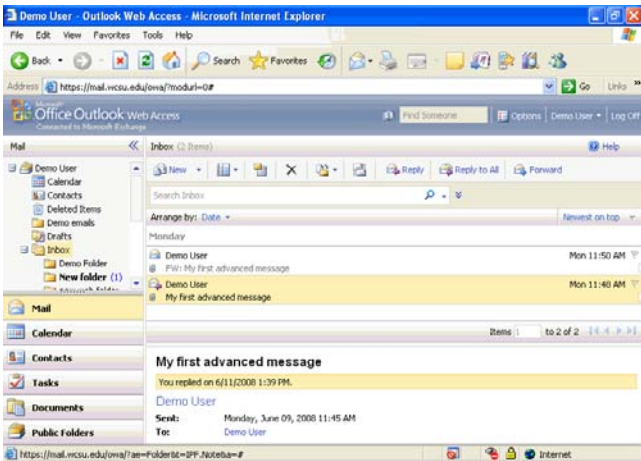 Demo User - Outlook Web Access - Microsoft Internet Explorer
File Edit View Favorites Tools Help
Back Search Favorites
Address https://mail.wcsu.edu/owa/?modurl=0# Go Links »
Microsoft
Office Outlook Web Access
Connected to Microsoft Exchange
Find Someone Options Demo User Log Off
Mail «
Demo User
Calendar
Contacts
Deleted Items
Demo emails
Drafts
Inbox
Demo Folder
New folder (1)
Mail
Calendar
Contacts
Tasks
Documents
Public Folders
Inbox (2 Items) Help
New Reply Reply to All Forward
Search Inbox
Arrange by: Date Newest on top
Monday
Demo User Mon 11:50 AM
FW: My first advanced message
Demo User Mon 11:48 AM
My first advanced message
Items 1 to 2 of 2
My first advanced message
You replied on 6/11/2008 1:39 PM.
Demo User
Sent: Monday, June 09, 2008 11:45 AM
To: Demo User
https://mail.wcsu.edu/owa/?ae=Folder&t=IPF.Note&a=# Internet